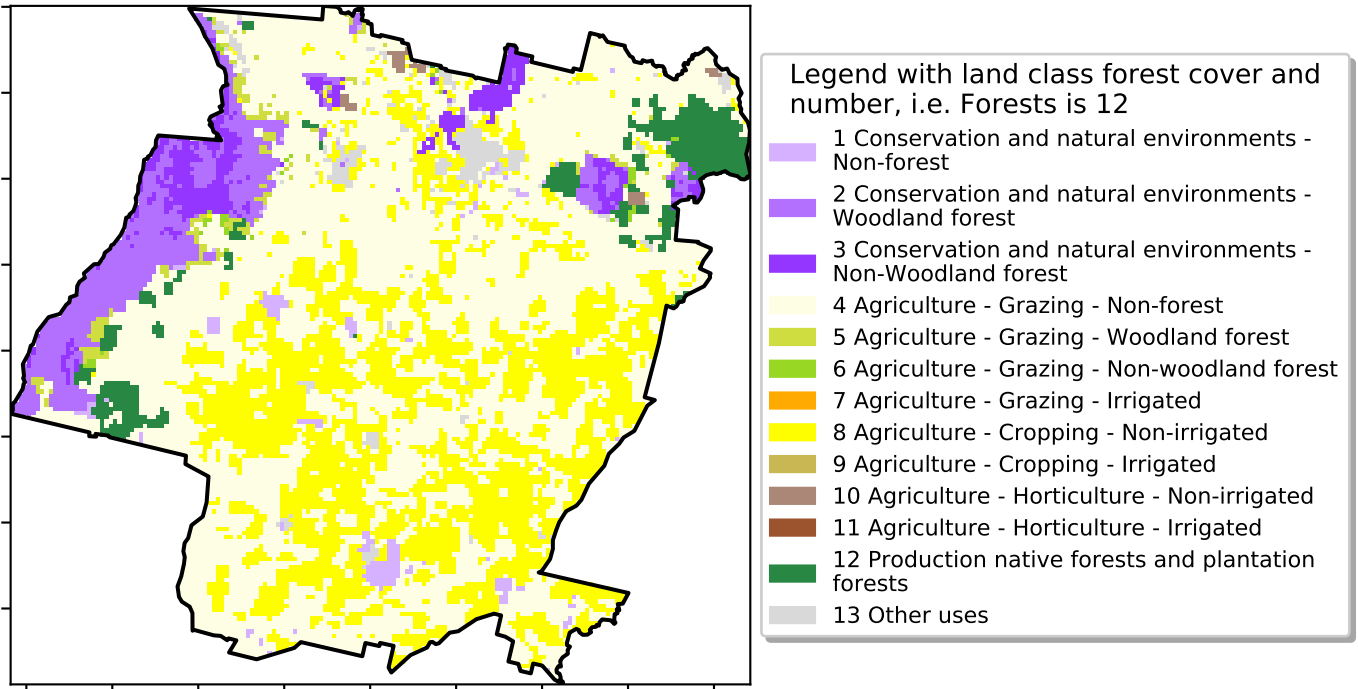 Legend with land class forest cover and
number, i.e. Forests is 12
1 Conservation and natural environments -
Non-forest
2 Conservation and natural environments -
Woodland forest
3 Conservation and natural environments -
Non-Woodland forest
4 Agriculture - Grazing - Non-forest
5 Agriculture - Grazing - Woodland forest
6 Agriculture - Grazing - Non-woodland forest
7 Agriculture - Grazing - Irrigated
8 Agriculture - Cropping - Non-irrigated
9 Agriculture - Cropping - Irrigated
10 Agriculture - Horticulture - Non-irrigated
11 Agriculture - Horticulture - Irrigated
12 Production native forests and plantation
forests
13 Other uses